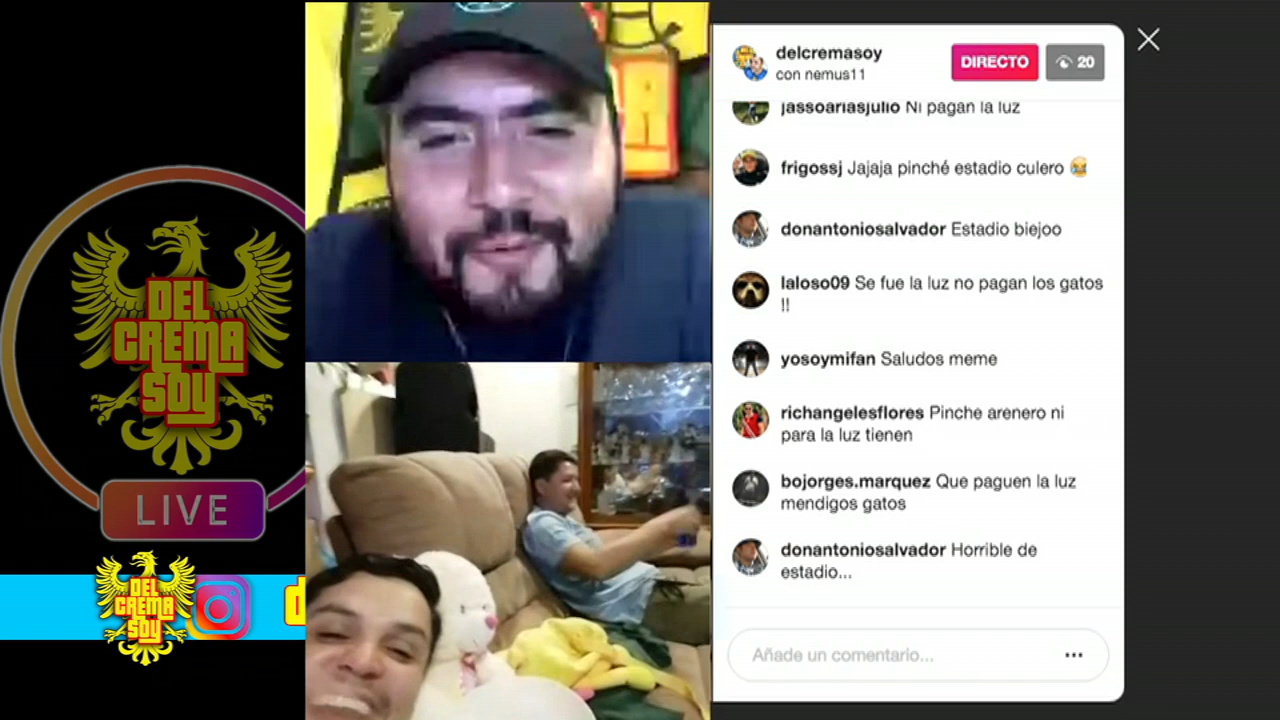 DEL
CREMA
SOY
LIVE
DEL
CREMA
SOY
d
A
delcremasoy
con nemus11
DIRECTO
20
jassoariasjulio Ni pagan la luz
frigossj Jajaja pinché estadio culero
donantoniosalvador Estadio biejoo
laloso09 Se fue la luz no pagan los gatos
!!
yosoymifan Saludos meme
richangelesflores Pinche arenero ni
para la luz tienen
bojorges.marquez Que paguen la luz
mendigos gatos
donantoniosalvador Horrible de
estadio...
Añade un comentario...